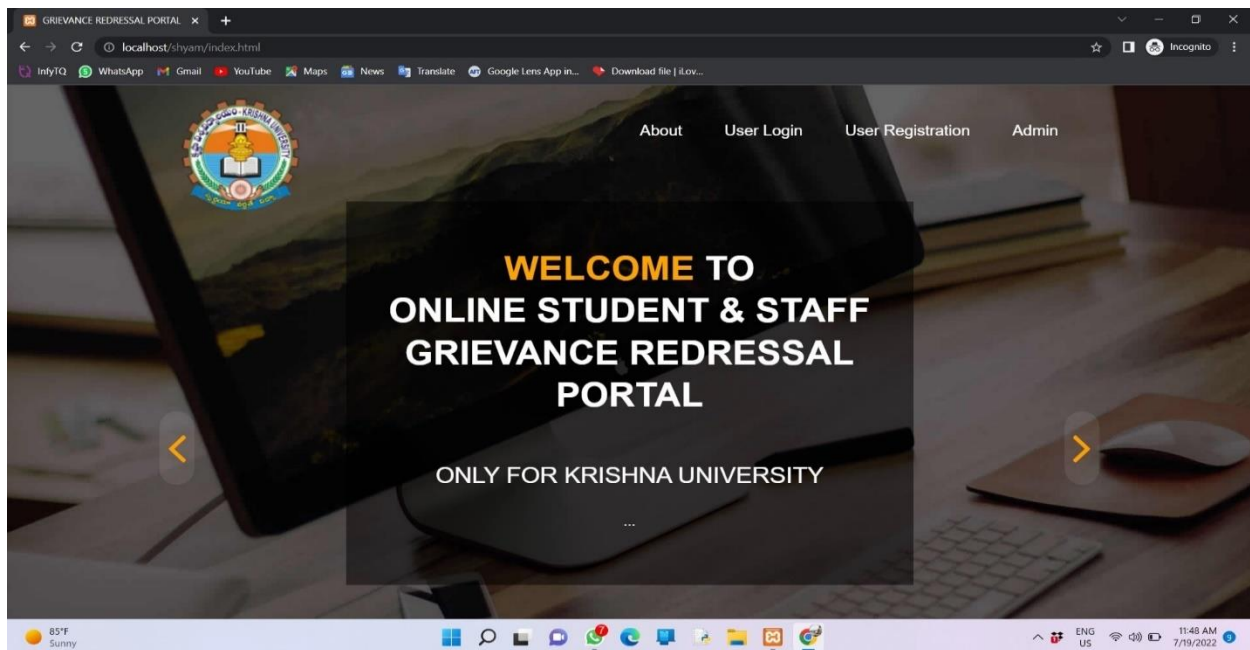 GRIEVANCE REDRESSAL PORTAL
localhost/shyam/index.html
Incognito
InfyTQ WhatsApp Gmail YouTube Maps News Translate Google Lens App in... Download file | iLov...
About User Login User Registration Admin
WELCOME TO
ONLINE STUDENT & STAFF
GRIEVANCE REDRESSAL
PORTAL
ONLY FOR KRISHNA UNIVERSITY
...
85°F
Sunny
ENG
US
11:48 AM
7/19/2022